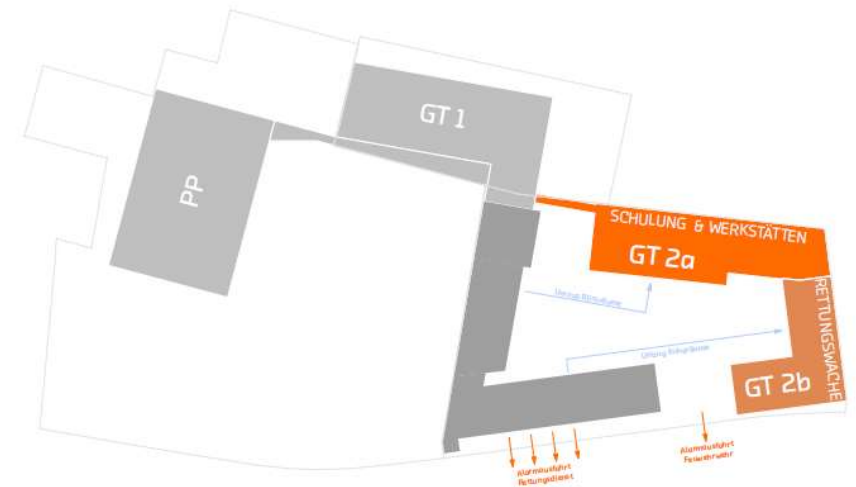 GT 1
PP
SCHULUNG & WERKSTÄTTEN
GT 2a
RETTUNGSWACHE
GT 2b
Alarmausfahrt
Rettungsdienst
Alarmausfahrt
Feuerwehr